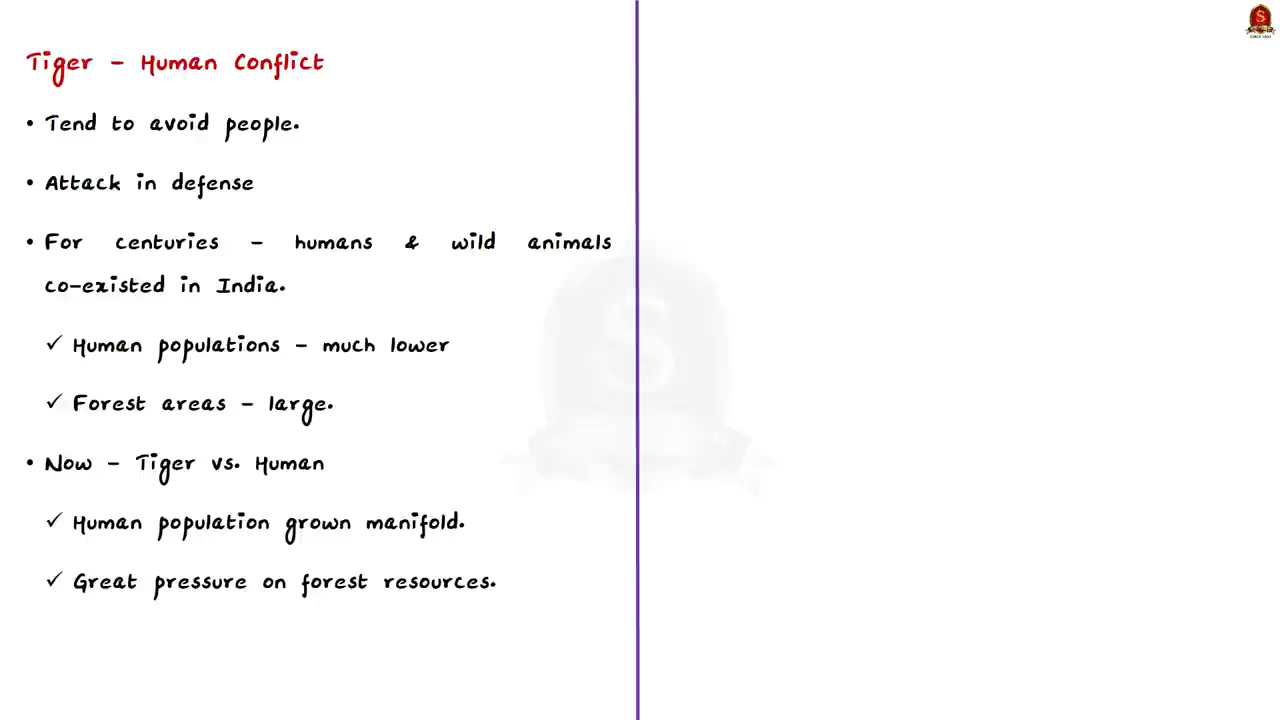 Tiger – Human Conflict
• Tend to avoid people.
• Attack in defense
• For centuries – humans & wild animals
co-existed in India.
✓ Human populations – much lower
✓ Forest areas – large.
• Now – Tiger vs. Human
✓ Human population grown manifold.
✓ Great pressure on forest resources.
S